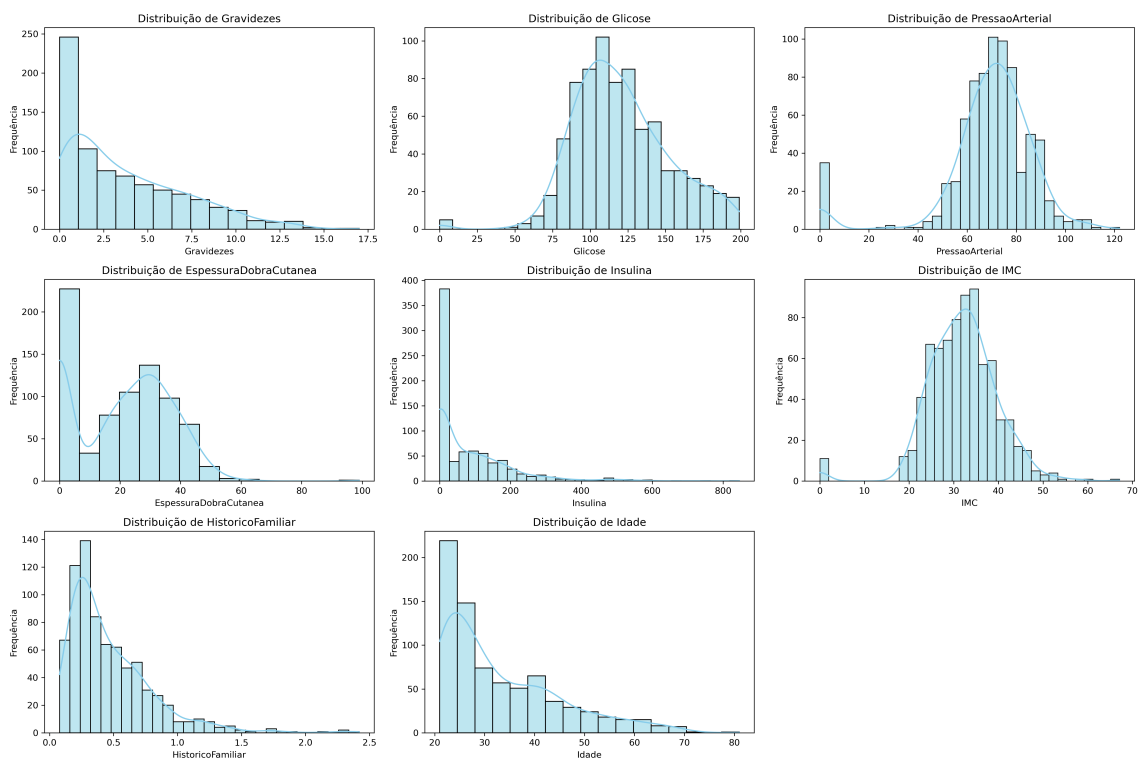 Distribuição de Gravidezes
Frequência
250
200
150
100
50
0
0.0 2.5 5.0 7.5 10.0 12.5 15.0 17.5
Gravidezes
Distribuição de Glicose
Frequência
100
80
60
40
20
0
0 25 50 75 100 125 150 175 200
Glicose
Distribuição de PressaoArterial
Frequência
100
80
60
40
20
0
0 20 40 60 80 100 120
PressaoArterial
Distribuição de EspessuraDobraCutanea
Frequência
200
150
100
50
0
0 20 40 60 80 100
EspessuraDobraCutanea
Distribuição de Insulina
Frequência
400
350
300
250
200
150
100
50
0
0 200 400 600 800
Insulina
Distribuição de IMC
Frequência
80
60
40
20
0
0 10 20 30 40 50 60 70
IMC
Distribuição de HistoricoFamiliar
Frequência
140
120
100
80
60
40
20
0
0.0 0.5 1.0 1.5 2.0 2.5
HistoricoFamiliar
Distribuição de Idade
Frequência
200
150
100
50
0
20 30 40 50 60 70 80
Idade